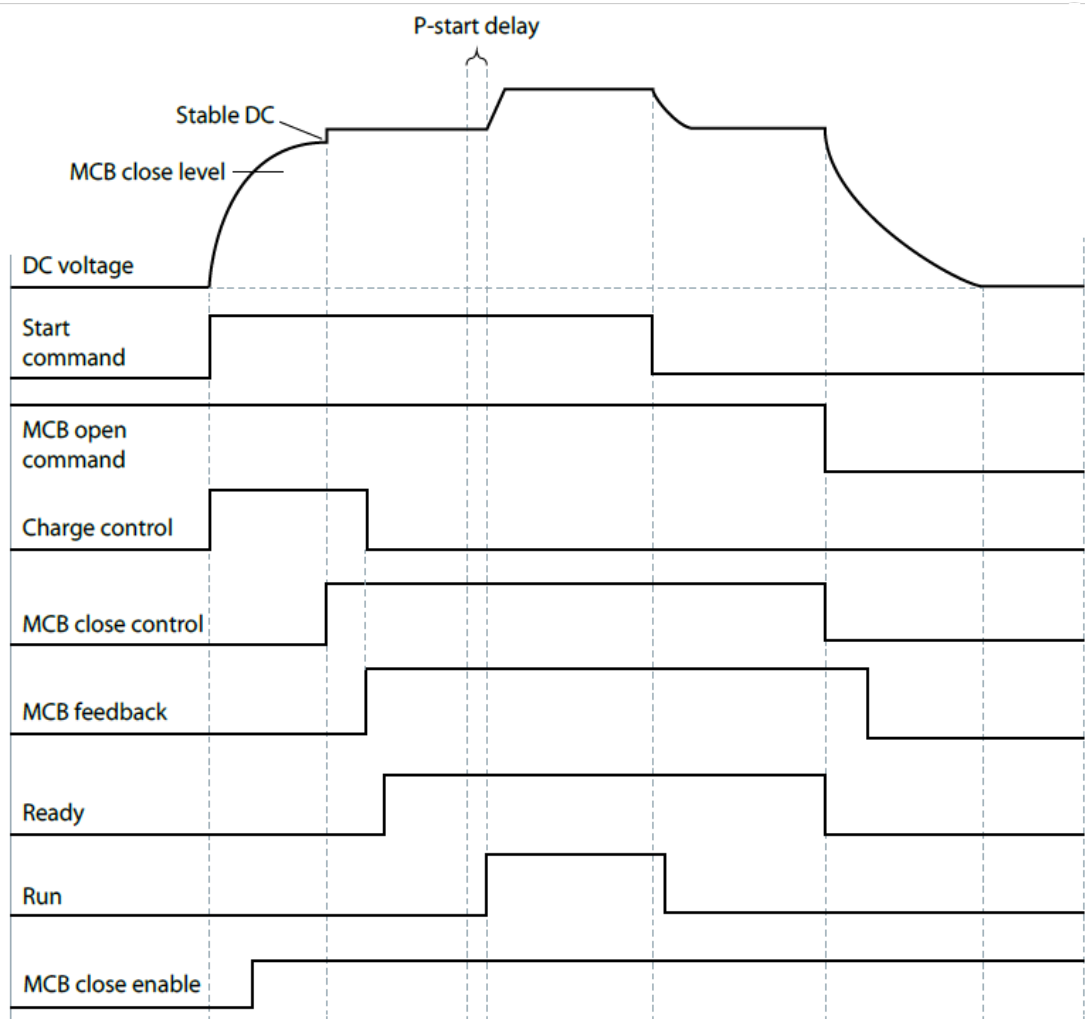 P-start delay
Stable DC
MCB close level
DC voltage
Start
command
MCB open
command
Charge control
MCB close control
MCB feedback
Ready
Run
MCB close enable